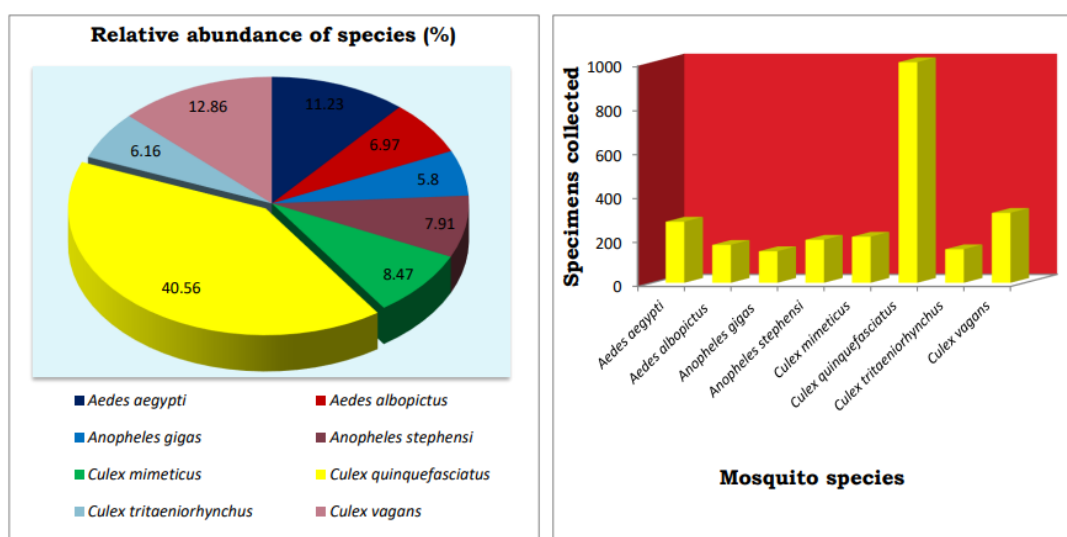 Relative abundance of species (%)
12.86
11.23
6.97
6.16
5.8
7.91
8.47
40.56
Aedes aegypti
Aedes albopictus
Anopheles gigas
Anopheles stephensi
Culex mimeticus
Culex quinquefasciatus
Culex tritaeniorhynchus
Culex vagans
Specimens collected
1000
800
600
400
200
0
Aedes aegypti
Aedes albopictus
Anopheles gigas
Anopheles stephensi
Culex mimeticus
Culex quinquefasciatus
Culex tritaeniorhynchus
Culex vagans
Mosquito species